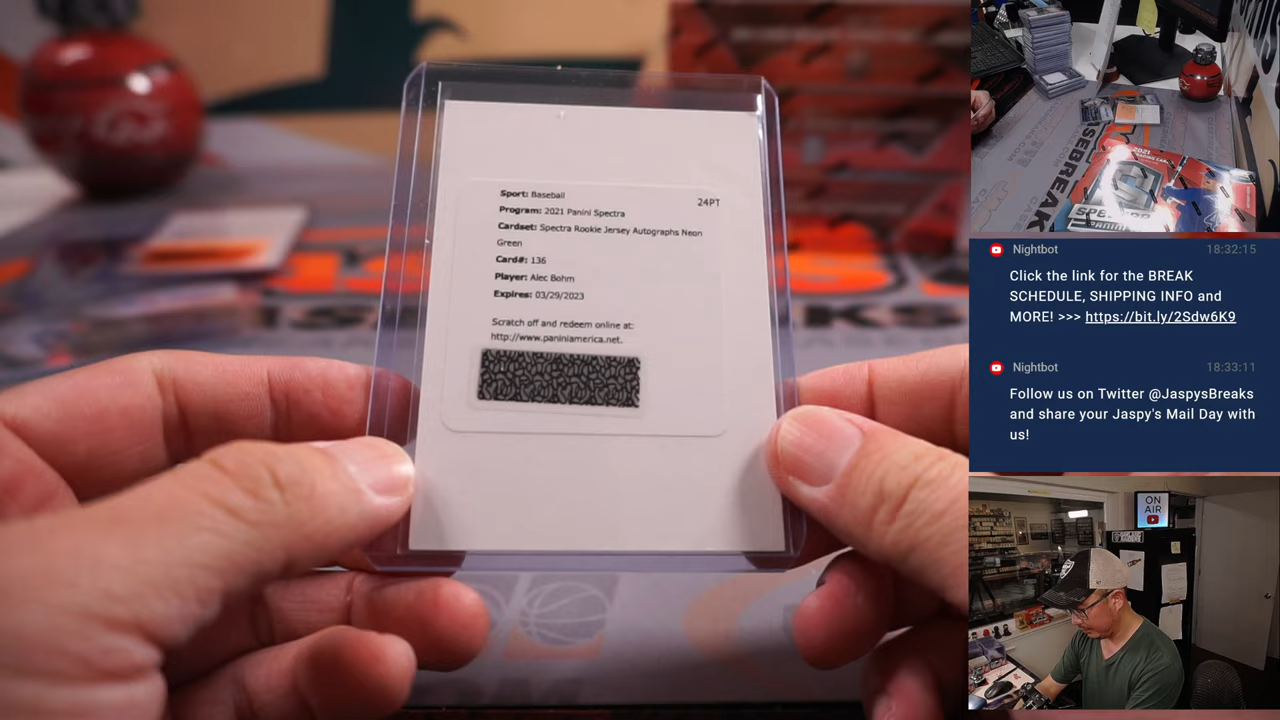 Sport: Baseball
24PT
Program: 2021 Panini Spectra
Cardset: Spectra Rookie Jersey Autographs Neon
Green
Card#: 136
Player: Alec Bohm
Expires: 03/29/2023
Scratch off and redeem online at:
http://www.paniniamerica.net.
2021
Nightbot
18:32:15
Click the link for the BREAK
SCHEDULE, SHIPPING INFO and
MORE! >>> https://bit.ly/2Sdw6K9
Nightbot
18:33:11
Follow us on Twitter @JaspysBreaks
and share your Jaspy's Mail Day with
us!
ON
AIR